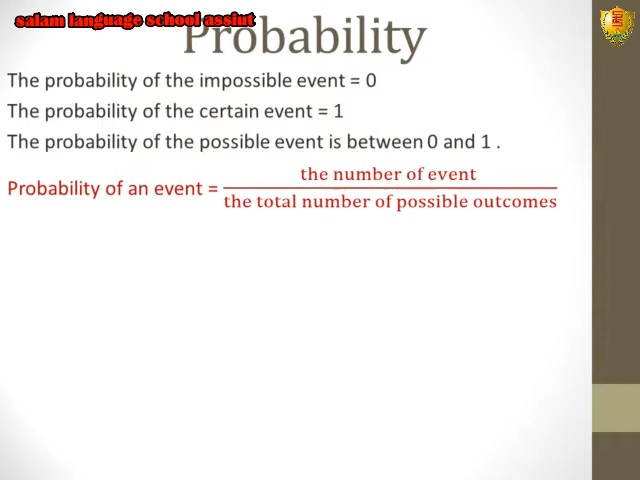 salam language school assiut
Probability
The probability of the impossible event = 0
The probability of the certain event = 1
The probability of the possible event is between 0 and 1 .
Probability of an event = the number of event / the total number of possible outcomes